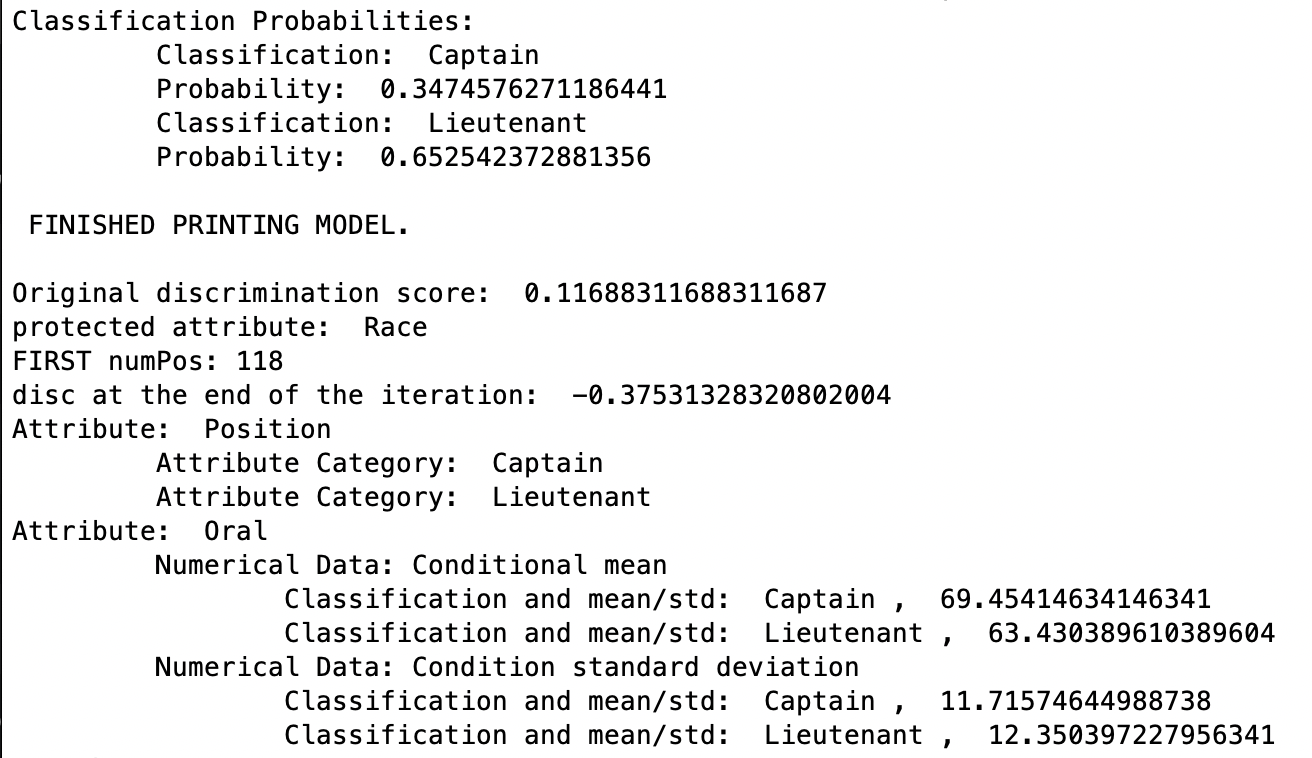 Classification Probabilities:
Classification:  Captain
Probability:  0.3474576271186441
Classification:  Lieutenant
Probability:  0.652542372881356
FINISHED PRINTING MODEL.
Original discrimination score:  0.11688311688311687
protected attribute:  Race
FIRST numPos: 118
disc at the end of the iteration:  -0.37531328320802004
Attribute:  Position
Attribute Category:  Captain
Attribute Category:  Lieutenant
Attribute:  Oral
Numerical Data: Conditional mean
Classification and mean/std:  Captain ,  69.45414634146341
Classification and mean/std:  Lieutenant ,  63.430389610389604
Numerical Data: Condition standard deviation
Classification and mean/std:  Captain ,  11.71574644988738
Classification and mean/std:  Lieutenant ,  12.350397227956341